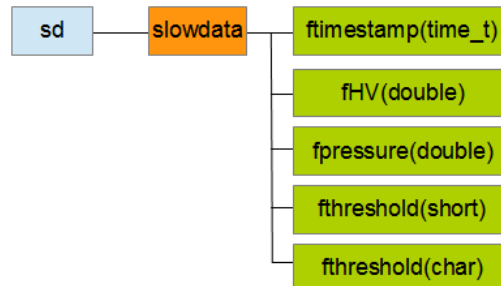 sd
slowdata
ftimestamp(time_t)
fHV(double)
fpressure(double)
fthreshold(short)
fthreshold(char)